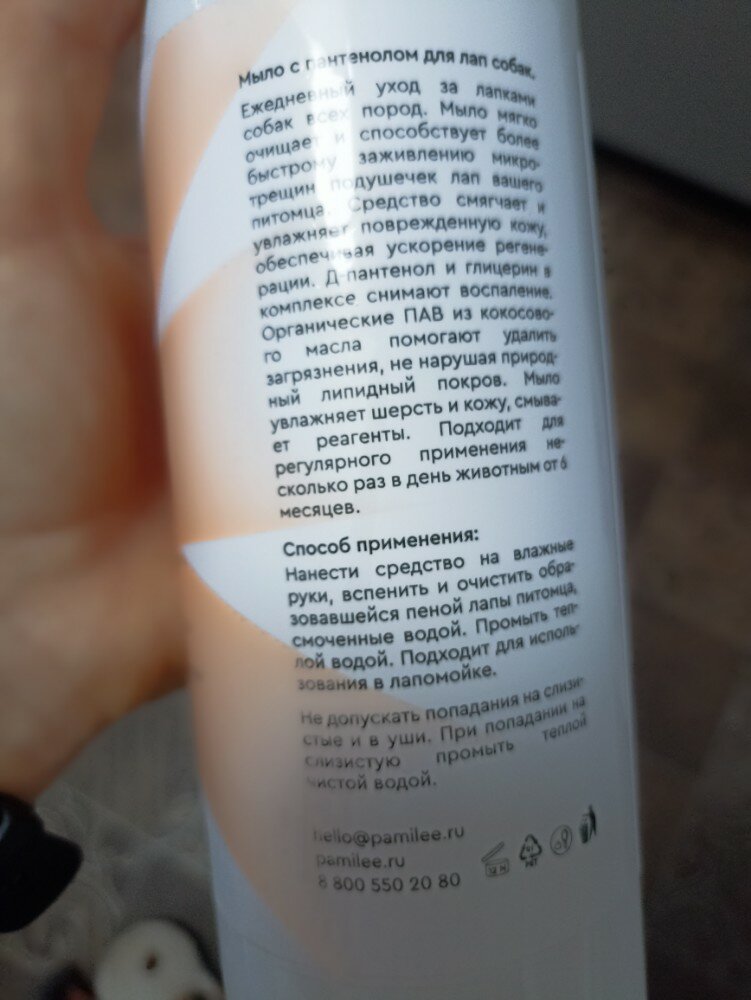 Мыло с пантенолом для лап собак.
Ежедневный уход за лапками
собак всех пород. Мыло мягко
очищает и способствует более
быстрому заживлению микро-
трещин подушечек лап вашего
питомца. Средство смягчает и
увлажняет поврежденную кожу,
обеспечивая ускорение регене-
рации. Д-пантенол и глицерин в
комплексе снимают воспаление.
Органические ПАВ из кокосово-
го масла помогают удалить
загрязнения, не нарушая природ-
ный липидный покров. Мыло
увлажняет шерсть и кожу, смыва-
ет реагенты. Подходит для
регулярного применения не-
сколько раз в день животным от 6
месяцев.
Способ применения:
Нанести средство на влажные
руки, вспенить и очистить обра-
зовавшейся пеной лапы питомца,
смоченные водой. Промыть теп-
лой водой. Подходит для исполь-
зования в лапомойке.
Не допускать попадания на слизи-
стые и в уши. При попадании на
слизистую промыть теплой
чистой водой.
hello@pamilee.ru
pamilee.ru
8 800 550 20 80
12 M